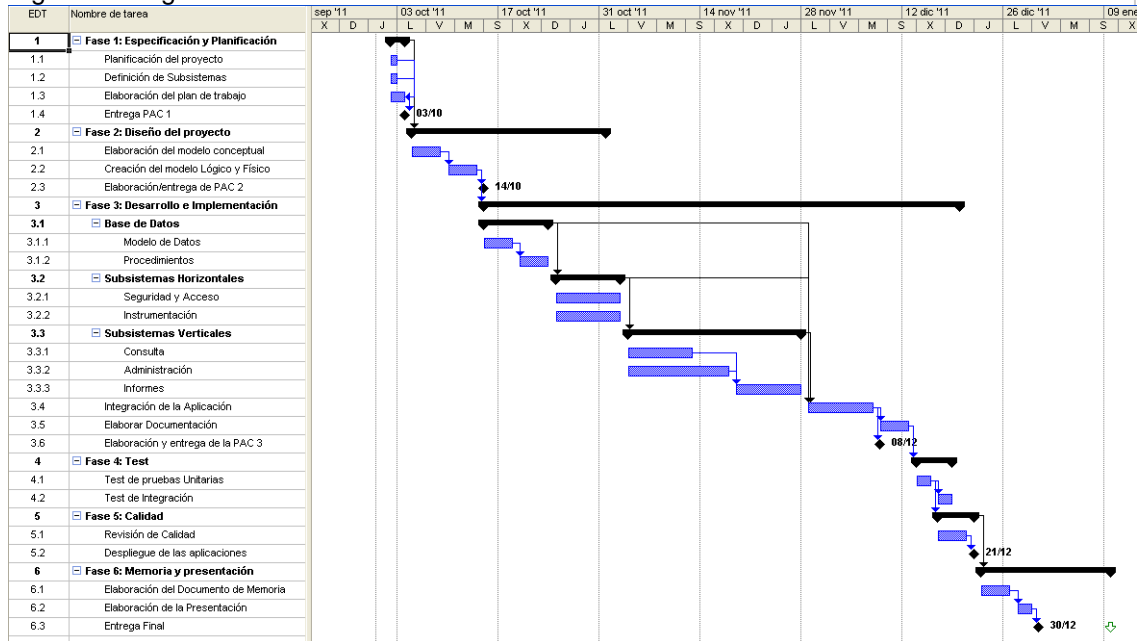 EDT Nombre de tarea sep '11 03 oct '11 17 oct '11 31 oct '11 14 nov '11 28 nov '11 12 dic '11 26 dic '11 09 ene
X D J L V M S X D J L V M S X D J L V M S X
1 Fase 1: Especificación y Planificación
1.1 Planificación del proyecto
1.2 Definición de Subsistemas
1.3 Elaboración del plan de trabajo
1.4 Entrega PAC 1 03/10
2 Fase 2: Diseño del proyecto
2.1 Elaboración del modelo conceptual
2.2 Creación del modelo Lógico y Físico
2.3 Elaboración/entrega de PAC 2 14/10
3 Fase 3: Desarrollo e Implementación
3.1 Base de Datos
3.1.1 Modelo de Datos
3.1.2 Procedimientos
3.2 Subsistemas Horizontales
3.2.1 Seguridad y Acceso
3.2.2 Instrumentación
3.3 Subsistemas Verticales
3.3.1 Consulta
3.3.2 Administración
3.3.3 Informes
3.4 Integración de la Aplicación
3.5 Elaborar Documentación
3.6 Elaboración y entrega de la PAC 3 08/12
4 Fase 4: Test
4.1 Test de pruebas Unitarias
4.2 Test de Integración
5 Fase 5: Calidad
5.1 Revisión de Calidad
5.2 Despliegue de las aplicaciones 21/12
6 Fase 6: Memoria y presentación
6.1 Elaboración del Documento de Memoria
6.2 Elaboración de la Presentación
6.3 Entrega Final 30/12